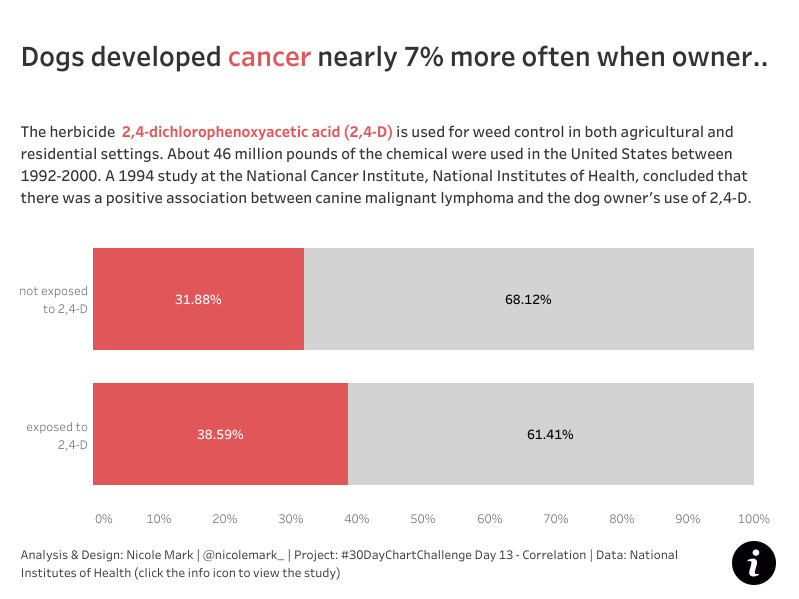 Dogs developed cancer nearly 7% more often when owner..
The herbicide 2,4-dichlorophenoxyacetic acid (2,4-D) is used for weed control in both agricultural and
residential settings. About 46 million pounds of the chemical were used in the United States between
1992-2000. A 1994 study at the National Cancer Institute, National Institutes of Health, concluded that
there was a positive association between canine malignant lymphoma and the dog owner's use of 2,4-D.
not exposed
to 2,4-D
31.88% 68.12%
exposed to
2,4-D
38.59% 61.41%
0% 10% 20% 30% 40% 50% 60% 70% 80% 90% 100%
Analysis & Design: Nicole Mark | @nicolemark_ | Project: #30DayChartChallenge Day 13 - Correlation | Data: National
Institutes of Health (click the info icon to view the study)
i